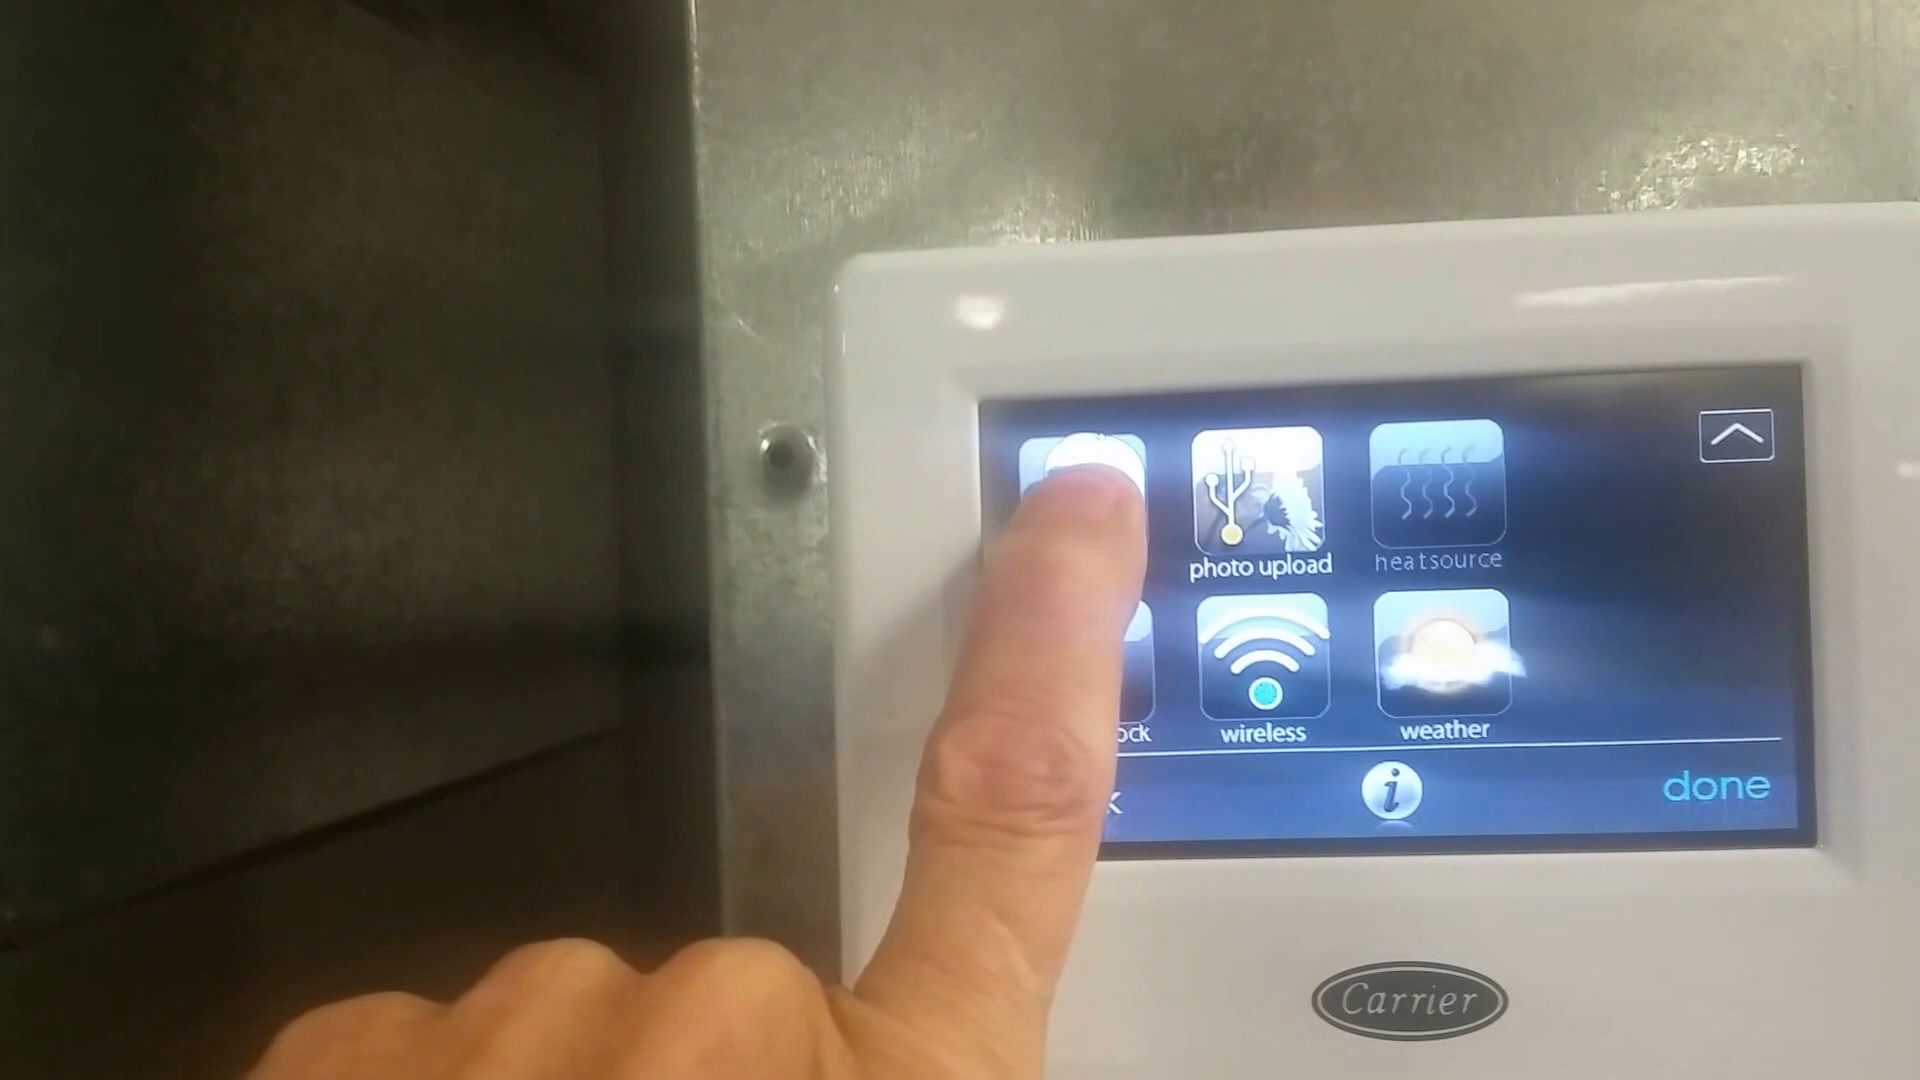 photo upload
heatsource
ock
wireless
weather
k
i
done
Carrier